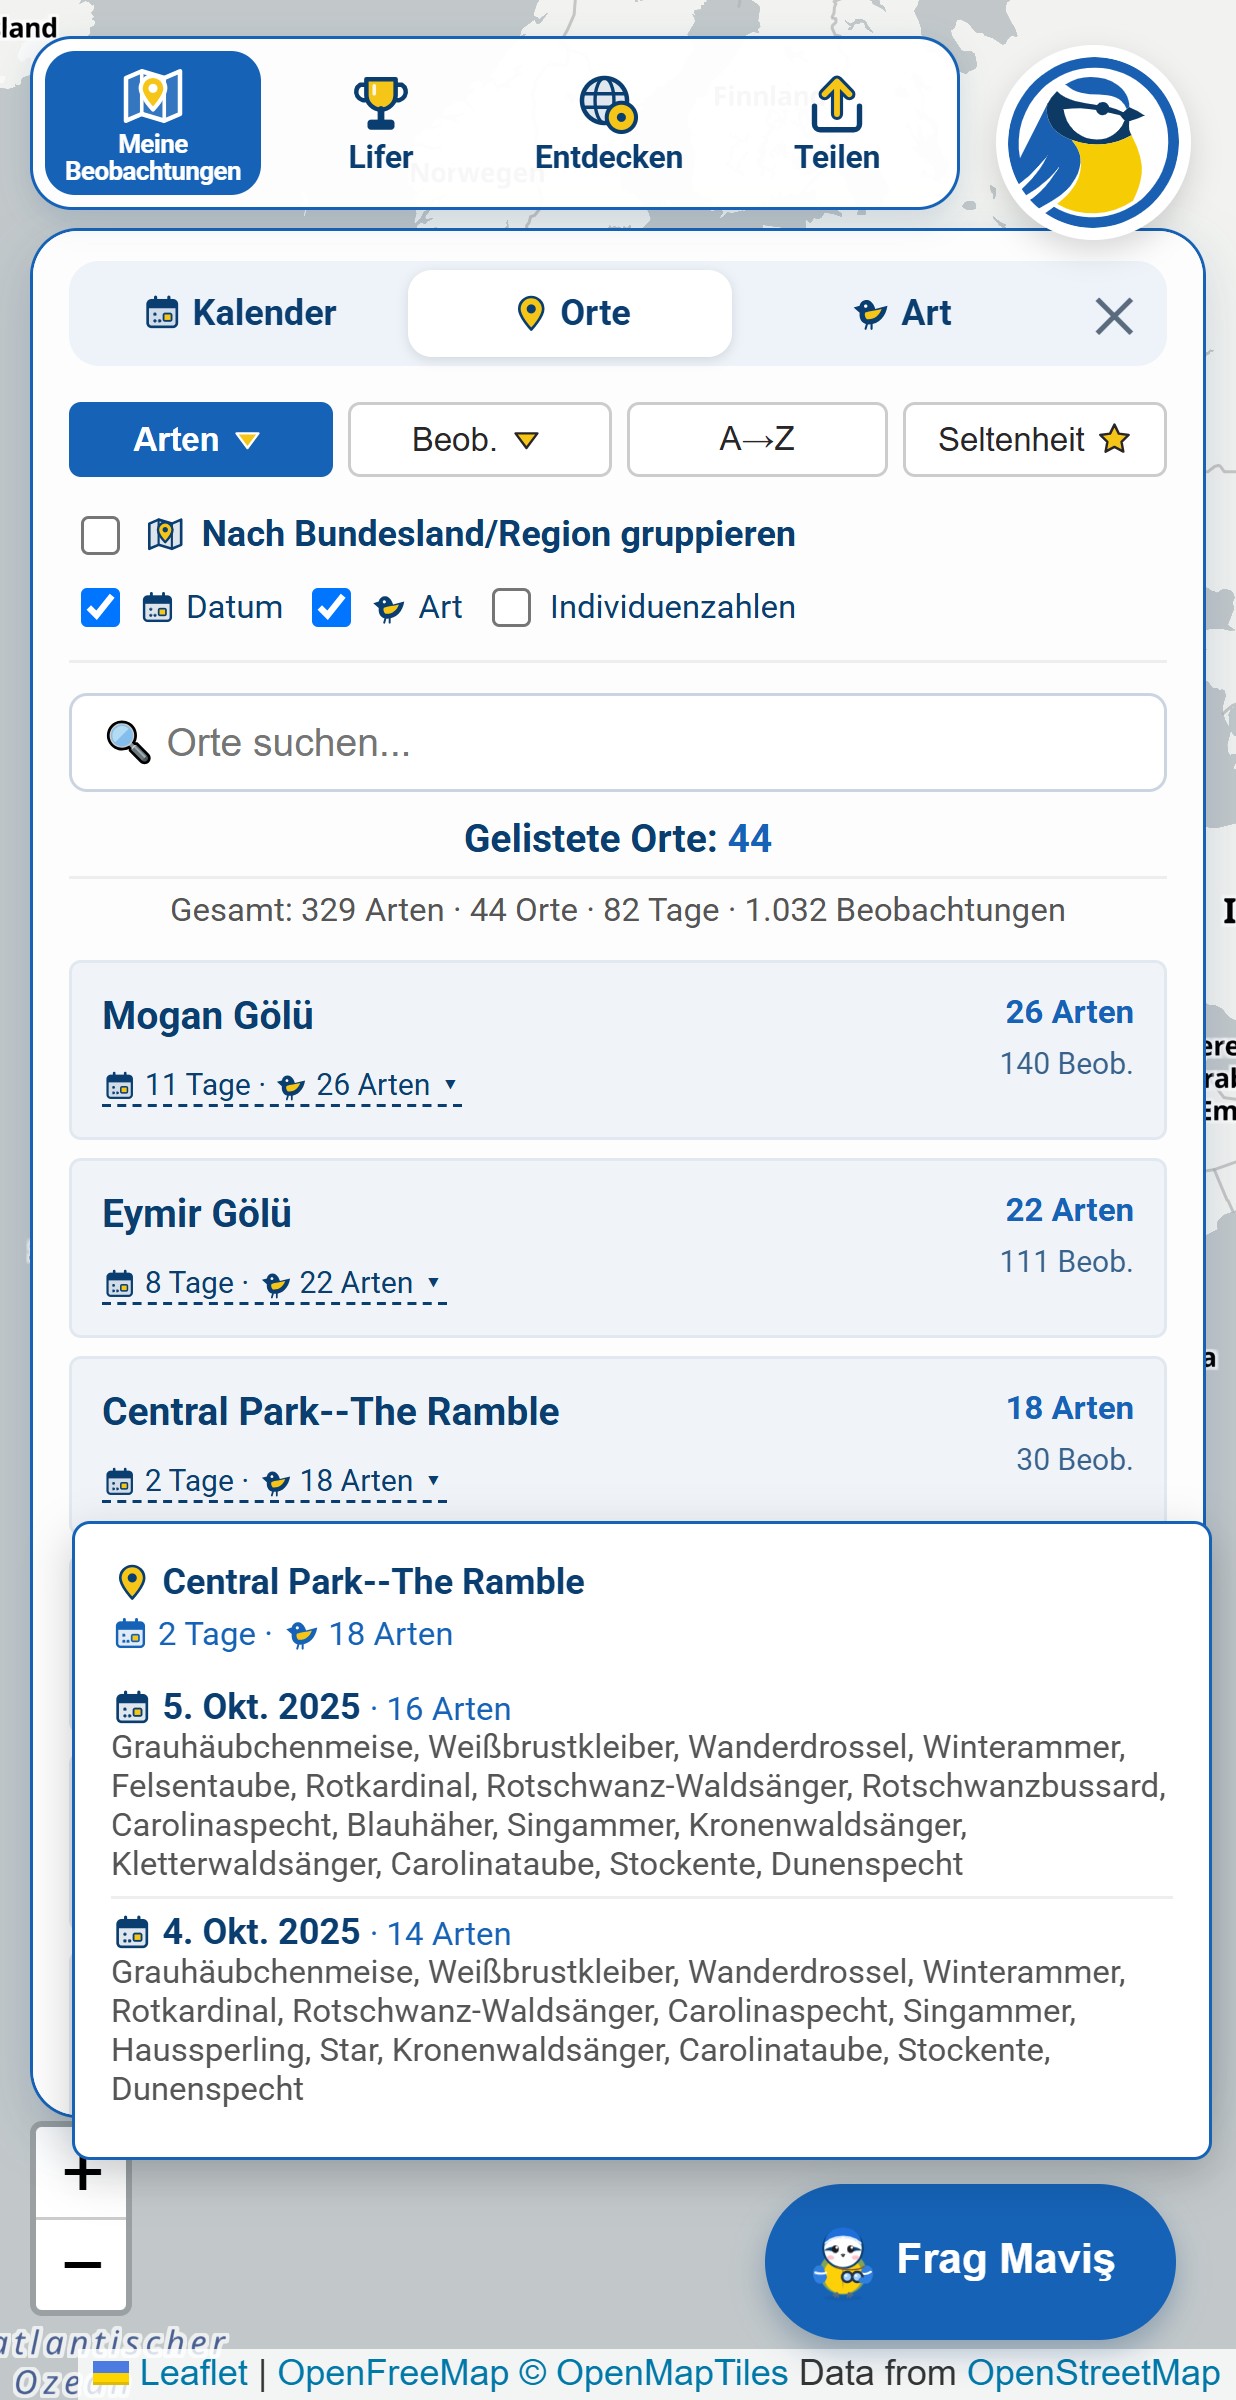 sland
Meine
Beobachtungen
Lifer
Entdecken
Teilen
Finnland
Norwegen
Kalender
Orte
Art
Arten
Beob.
A→Z
Seltenheit
Nach Bundesland/Region gruppieren
Datum
Art
Individuenzahlen
Orte suchen...
Gelistete Orte: 44
Gesamt: 329 Arten · 44 Orte · 82 Tage · 1.032 Beobachtungen
Mogan Gölü
26 Arten
140 Beob.
11 Tage · 26 Arten ▾
Eymir Gölü
22 Arten
111 Beob.
8 Tage · 22 Arten ▾
Central Park--The Ramble
18 Arten
30 Beob.
2 Tage · 18 Arten ▾
Central Park--The Ramble
2 Tage · 18 Arten
5. Okt. 2025 · 16 Arten
Grauhäubchenmeise, Weißbrustkleiber, Wanderdrossel, Winterammer,
Felsentaube, Rotkardinal, Rotschwanz-Waldsänger, Rotschwanzbussard,
Carolinaspecht, Blauhäher, Singammer, Kronenwaldsänger,
Kletterwaldsänger, Carolinataube, Stockente, Dunenspecht
4. Okt. 2025 · 14 Arten
Grauhäubchenmeise, Weißbrustkleiber, Wanderdrossel, Winterammer,
Rotkardinal, Rotschwanz-Waldsänger, Carolinaspecht, Singammer,
Haussperling, Star, Kronenwaldsänger, Carolinataube, Stockente,
Dunenspecht
+
−
Frag Maviş
atlantischer
Ozean
Leaflet | OpenFreeMap © OpenMapTiles Data from OpenStreetMap